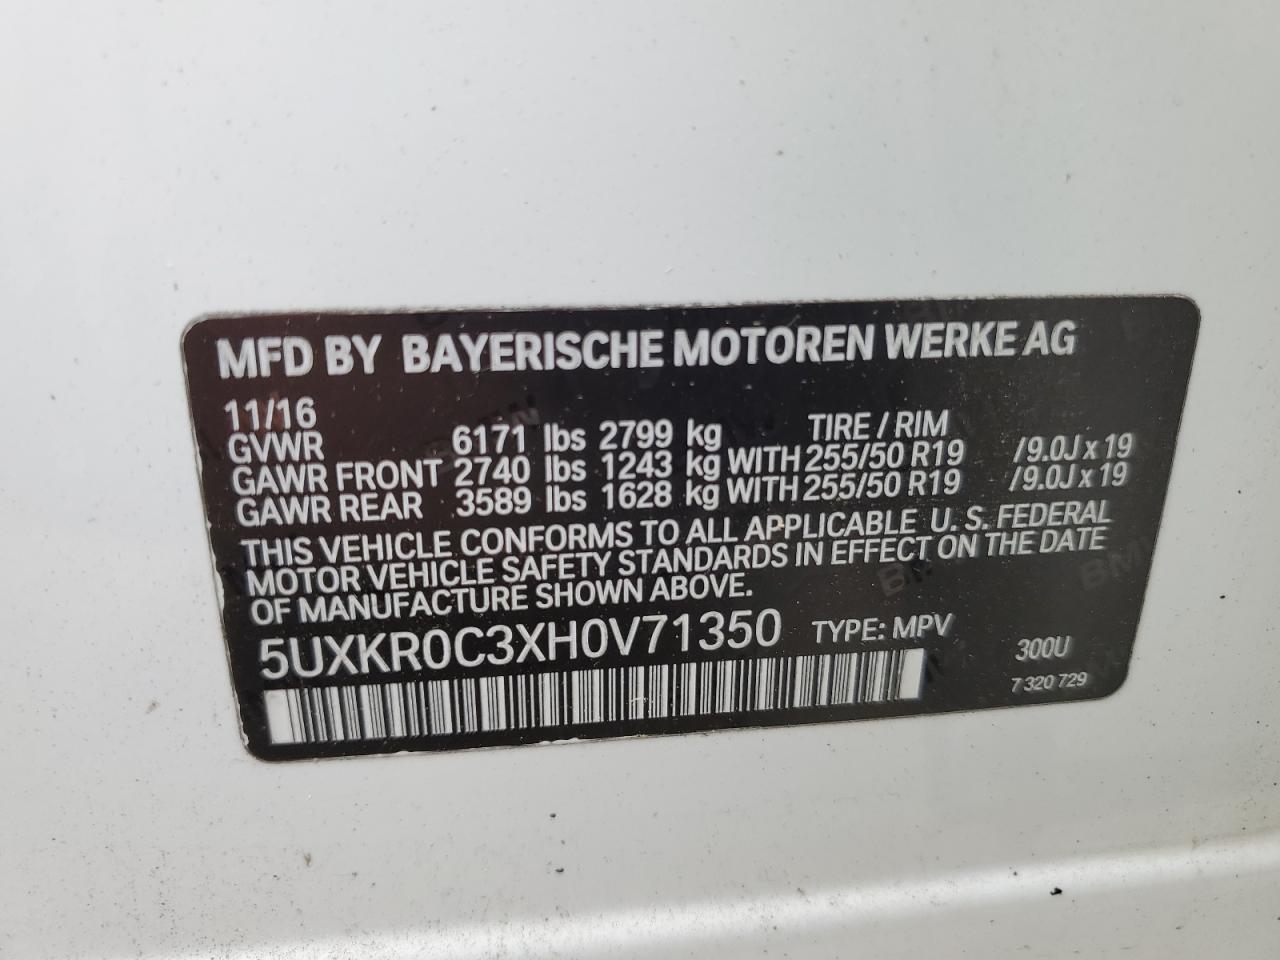 MFD BY BAYERISCHE MOTOREN WERKE AG
11/16 TIRE / RIM
GVWR 6171 lbs 2799 kg
GAWR FRONT 2740 lbs 1243 kg WITH 255/50 R19 /9.0J x 19
GAWR REAR 3589 lbs 1628 kg WITH 255/50 R19 /9.0J x 19
THIS VEHICLE CONFORMS TO ALL APPLICABLE U. S. FEDERAL
MOTOR VEHICLE SAFETY STANDARDS IN EFFECT ON THE DATE
OF MANUFACTURE SHOWN ABOVE.
5UXKR0C3XH0V71350 TYPE: MPV 300U
7 320 729